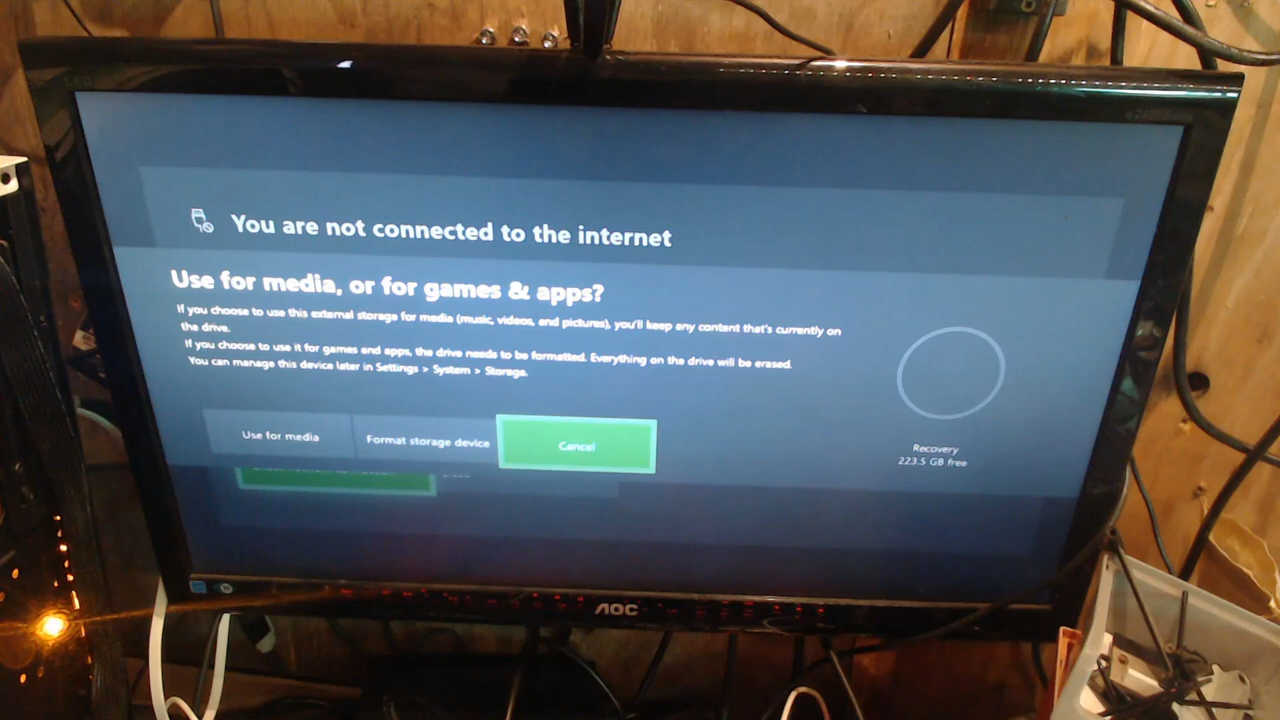 You are not connected to the internet
Use for media, or for games & apps?
If you choose to use this external storage for media (music, videos, and pictures), you'll keep any content that's currently on
the drive.
If you choose to use it for games and apps, the drive needs to be formatted. Everything on the drive will be erased.
You can manage this device later in Settings > System > Storage.
Use for media
Format storage device
Cancel
Recovery
223.5 GB free
AOC